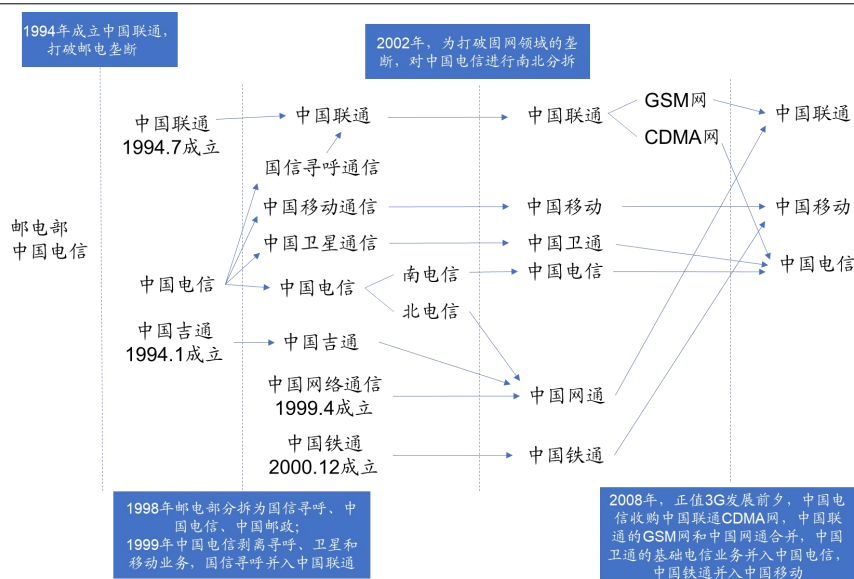 1994年成立中国联通，
打破邮电垄断
2002年，为打破固网领域的垄
断，对中国电信进行南北分拆
邮电部
中国电信
中国联通
1994.7成立
中国电信
中国吉通
1994.1成立
中国联通
国信寻呼通信
中国移动通信
中国卫星通信
中国电信
南电信
北电信
中国吉通
中国网络通信
1999.4成立
中国铁通
2000.12成立
中国联通
GSM网
CDMA网
中国移动
中国卫通
中国电信
中国网通
中国铁通
中国联通
中国移动
中国电信
1998年邮电部分拆为国信寻呼、中
国电信、中国邮政；
1999年中国电信剥离寻呼、卫星和
移动业务，国信寻呼并入中国联通
2008年，正值3G发展前夕，中国电
信收购中国联通CDMA网，中国联
通的GSM网和中国网通合并，中国
卫通的基础电信业务并入中国电信，
中国铁通并入中国移动